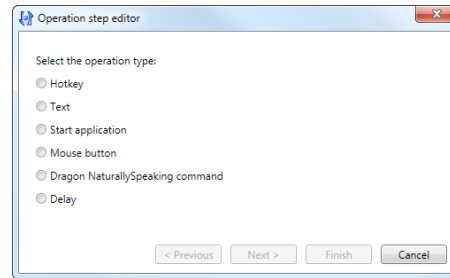 Operation step editor
Select the operation type:
Hotkey
Text
Start application
Mouse button
Dragon NaturallySpeaking command
Delay
< Previous Next > Finish Cancel